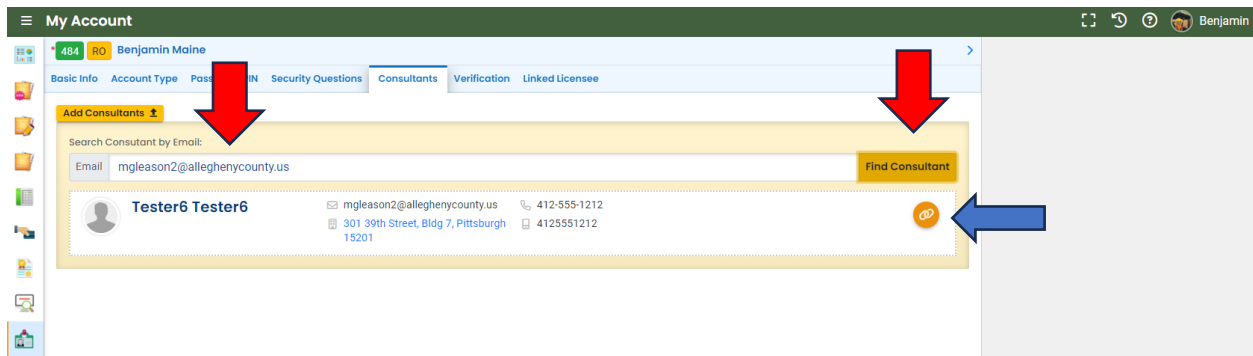 My Account
Benjamin
* 484 RO Benjamin Maine
Basic Info Account Type Pass IN Security Questions Consultants Verification Linked Licensee
Add Consultants
Search Consutant by Email:
Email mgleason2@alleghenycounty.us Find Consultant
Tester6 Tester6 mgleason2@alleghenycounty.us 412-555-1212
301 39th Street, Bldg 7, Pittsburgh 4125551212
15201